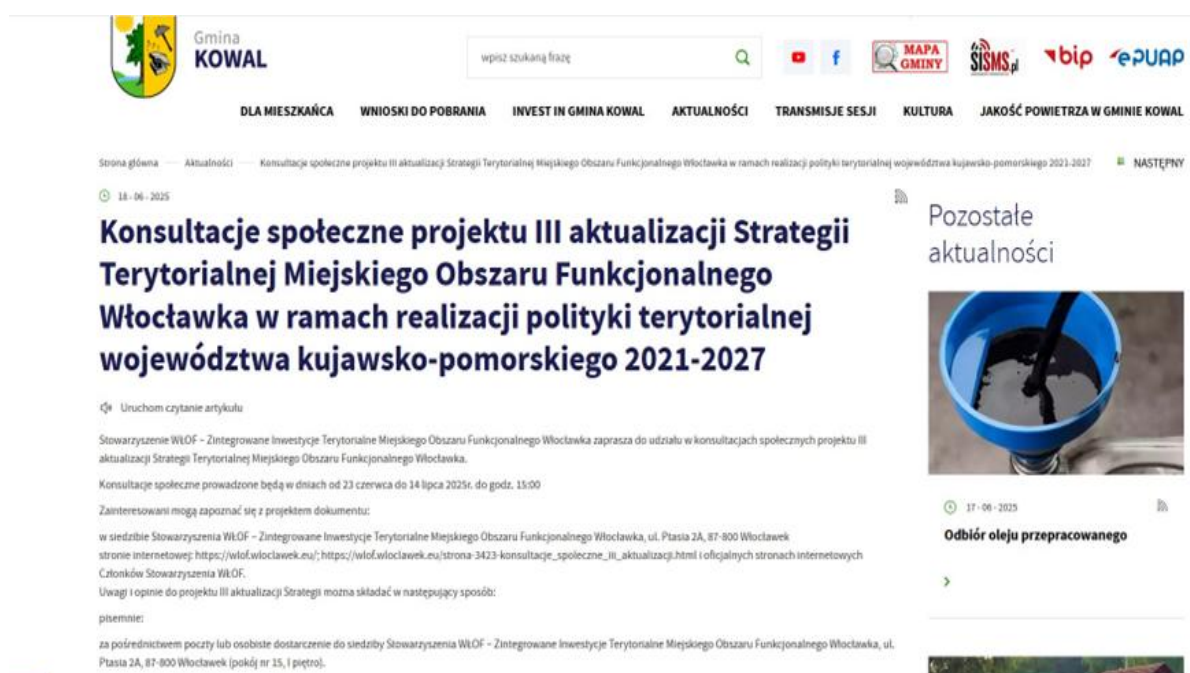 Gmina
KOWAL
wpisz szukaną frazę
MAPA
GMINY
SISMS.pl
bip
ePUAP
DLA MIESZKAŃCA WNIOSKI DO POBRANIA INVEST IN GMINA KOWAL AKTUALNOŚCI TRANSMISJE SESJI KULTURA JAKOŚĆ POWIETRZA W GMINIE KOWAL
Strona główna Aktualności Konsultacje społeczne projektu III aktualizacji Strategii Terytorialnej Miejskiego Obszaru Funkcjonalnego Włocławka w ramach realizacji polityki terytorialnej województwa kujawsko-pomorskiego 2021-2027 NASTĘPNY
18 - 06 - 2025
Konsultacje społeczne projektu III aktualizacji Strategii
Terytorialnej Miejskiego Obszaru Funkcjonalnego
Włocławka w ramach realizacji polityki terytorialnej
województwa kujawsko-pomorskiego 2021-2027
Uruchom czytanie artykułu
Stowarzyszenie WŁOF – Zintegrowane Inwestycje Terytorialne Miejskiego Obszaru Funkcjonalnego Włocławka zaprasza do udziału w konsultacjach społecznych projektu III
aktualizacji Strategii Terytorialnej Miejskiego Obszaru Funkcjonalnego Włocławka.
Konsultacje społeczne prowadzone będą w dniach od 23 czerwca do 14 lipca 2025r. do godz. 15:00
Zainteresowani mogą zapoznać się z projektem dokumentu:
w siedzibie Stowarzyszenia WŁOF – Zintegrowane Inwestycje Terytorialne Miejskiego Obszaru Funkcjonalnego Włocławka, ul. Ptasia 2A, 87-800 Włocławek
stronie internetowej: https://wlof.wloclawek.eu/; https://wlof.wloclawek.eu/strona-3423-konsultacje_spoleczne_iii_aktualizacji.html i oficjalnych stronach internetowych
Członków Stowarzyszenia WŁOF.
Uwagi i opinie do projektu III aktualizacji Strategii można składać w następujący sposób:
pisemnie:
za pośrednictwem poczty lub osobiste dostarczenie do siedziby Stowarzyszenia WŁOF – Zintegrowane Inwestycje Terytorialne Miejskiego Obszaru Funkcjonalnego Włocławka, ul.
Ptasia 2A, 87-800 Włocławek (pokój nr 15, I piętro).
Pozostałe
aktualności
17 - 06 - 2025
Odbiór oleju przepracowanego